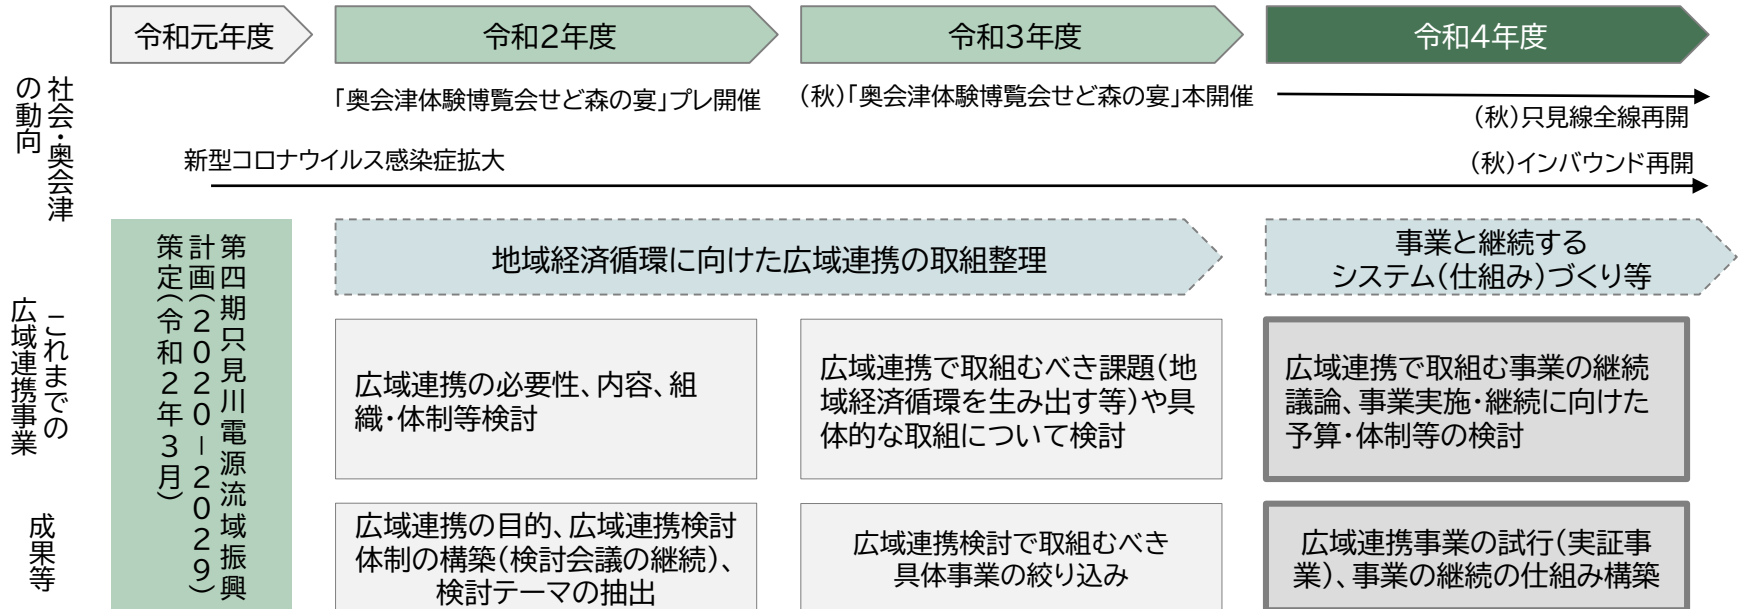 令和元年度
令和2年度
令和3年度
令和4年度
社会・奥会津
の動向
「奥会津体験博覧会せど森の宴」プレ開催
(秋)「奥会津体験博覧会せど森の宴」本開催
(秋)只見線全線再開
新型コロナウイルス感染症拡大
(秋)インバウンド再開
これまでの
広域連携事業
第四期只見川電源流域振興
計画(2020-2029)
策定(令和2年3月)
地域経済循環に向けた広域連携の取組整理
事業と継続する
システム(仕組み)づくり等
広域連携の必要性、内容、組
織・体制等検討
広域連携で取組むべき課題(地
域経済循環を生み出す等)や具
体的な取組について検討
広域連携で取組む事業の継続
議論、事業実施・継続に向けた
予算・体制等の検討
成果等
広域連携の目的、広域連携検討
体制の構築(検討会議の継続)、
検討テーマの抽出
広域連携検討で取組むべき
具体事業の絞り込み
広域連携事業の試行(実証事
業)、事業の継続の仕組み構築